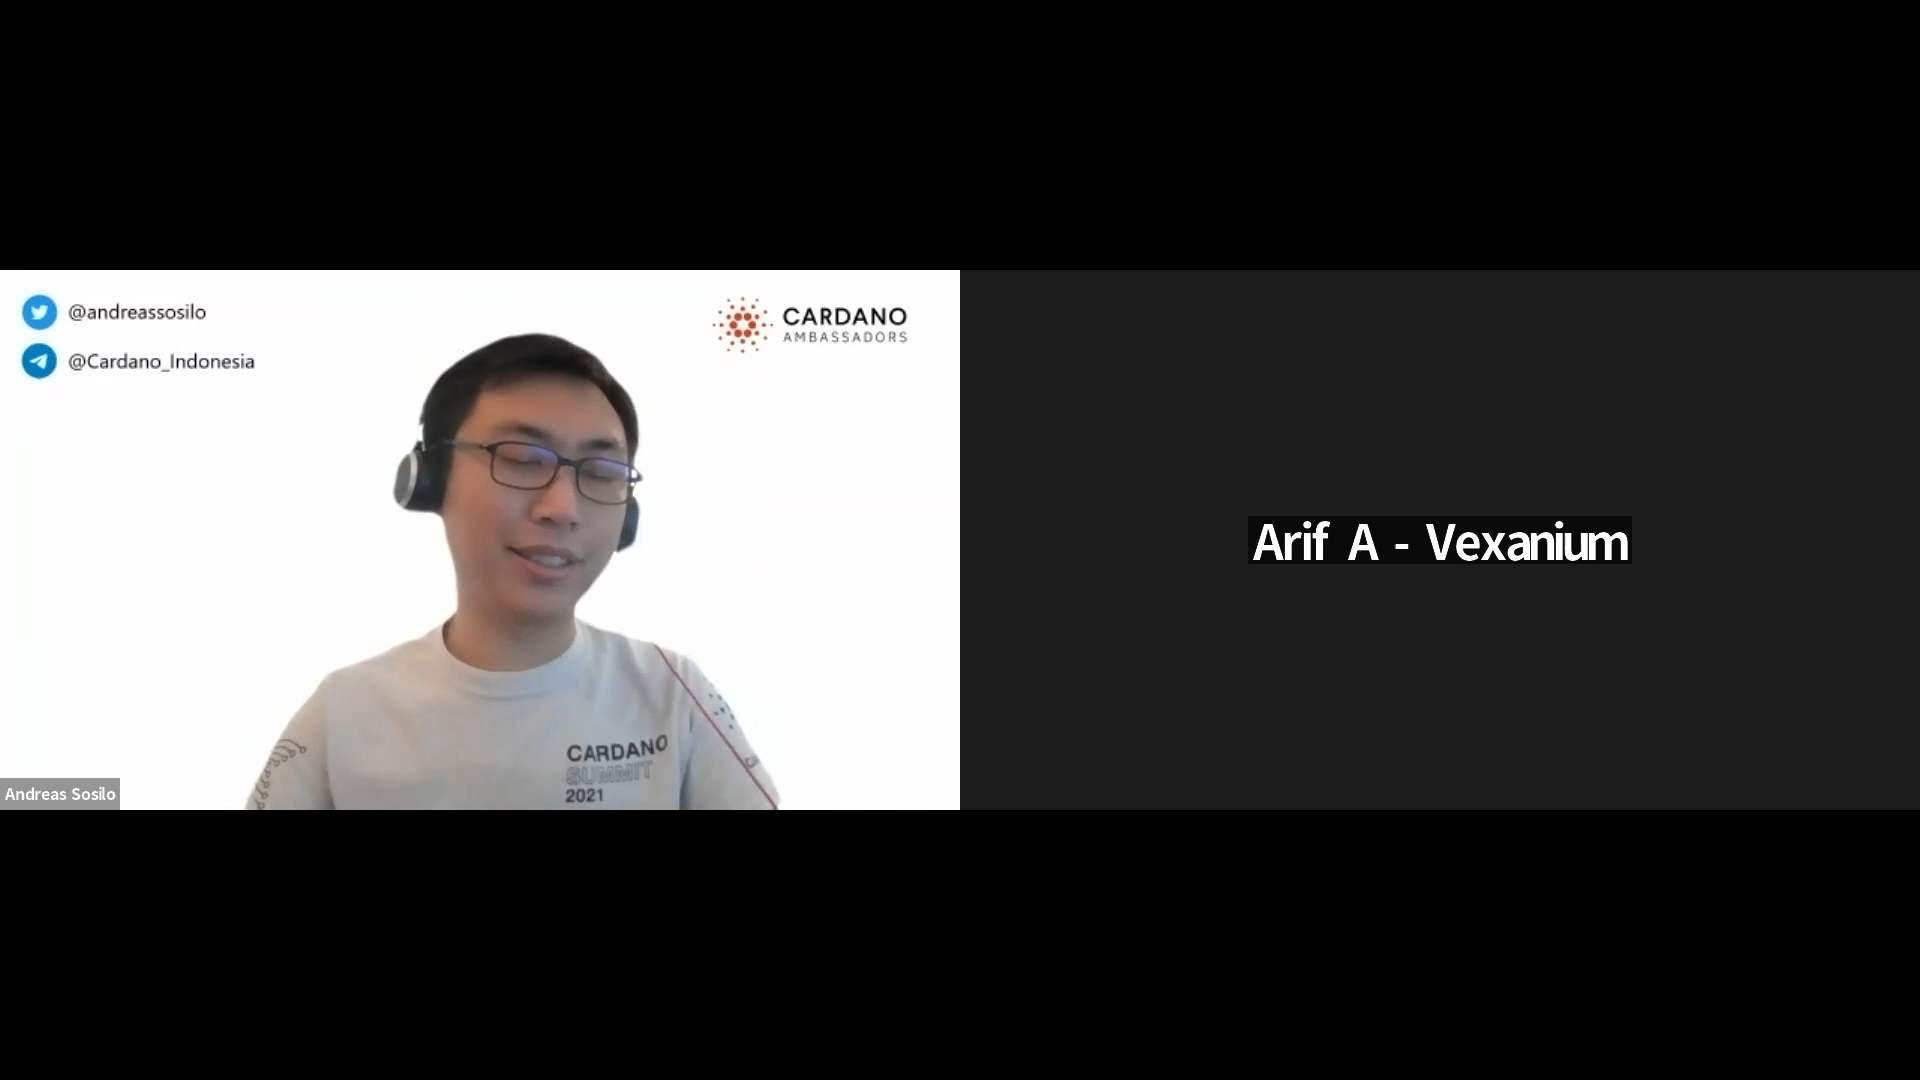 @andreassosilo
@Cardano_Indonesia
CARDANO
AMBASSADORS
CARDANO
SUMMIT
2021
Andreas Sosilo
Arif A - Vexanium